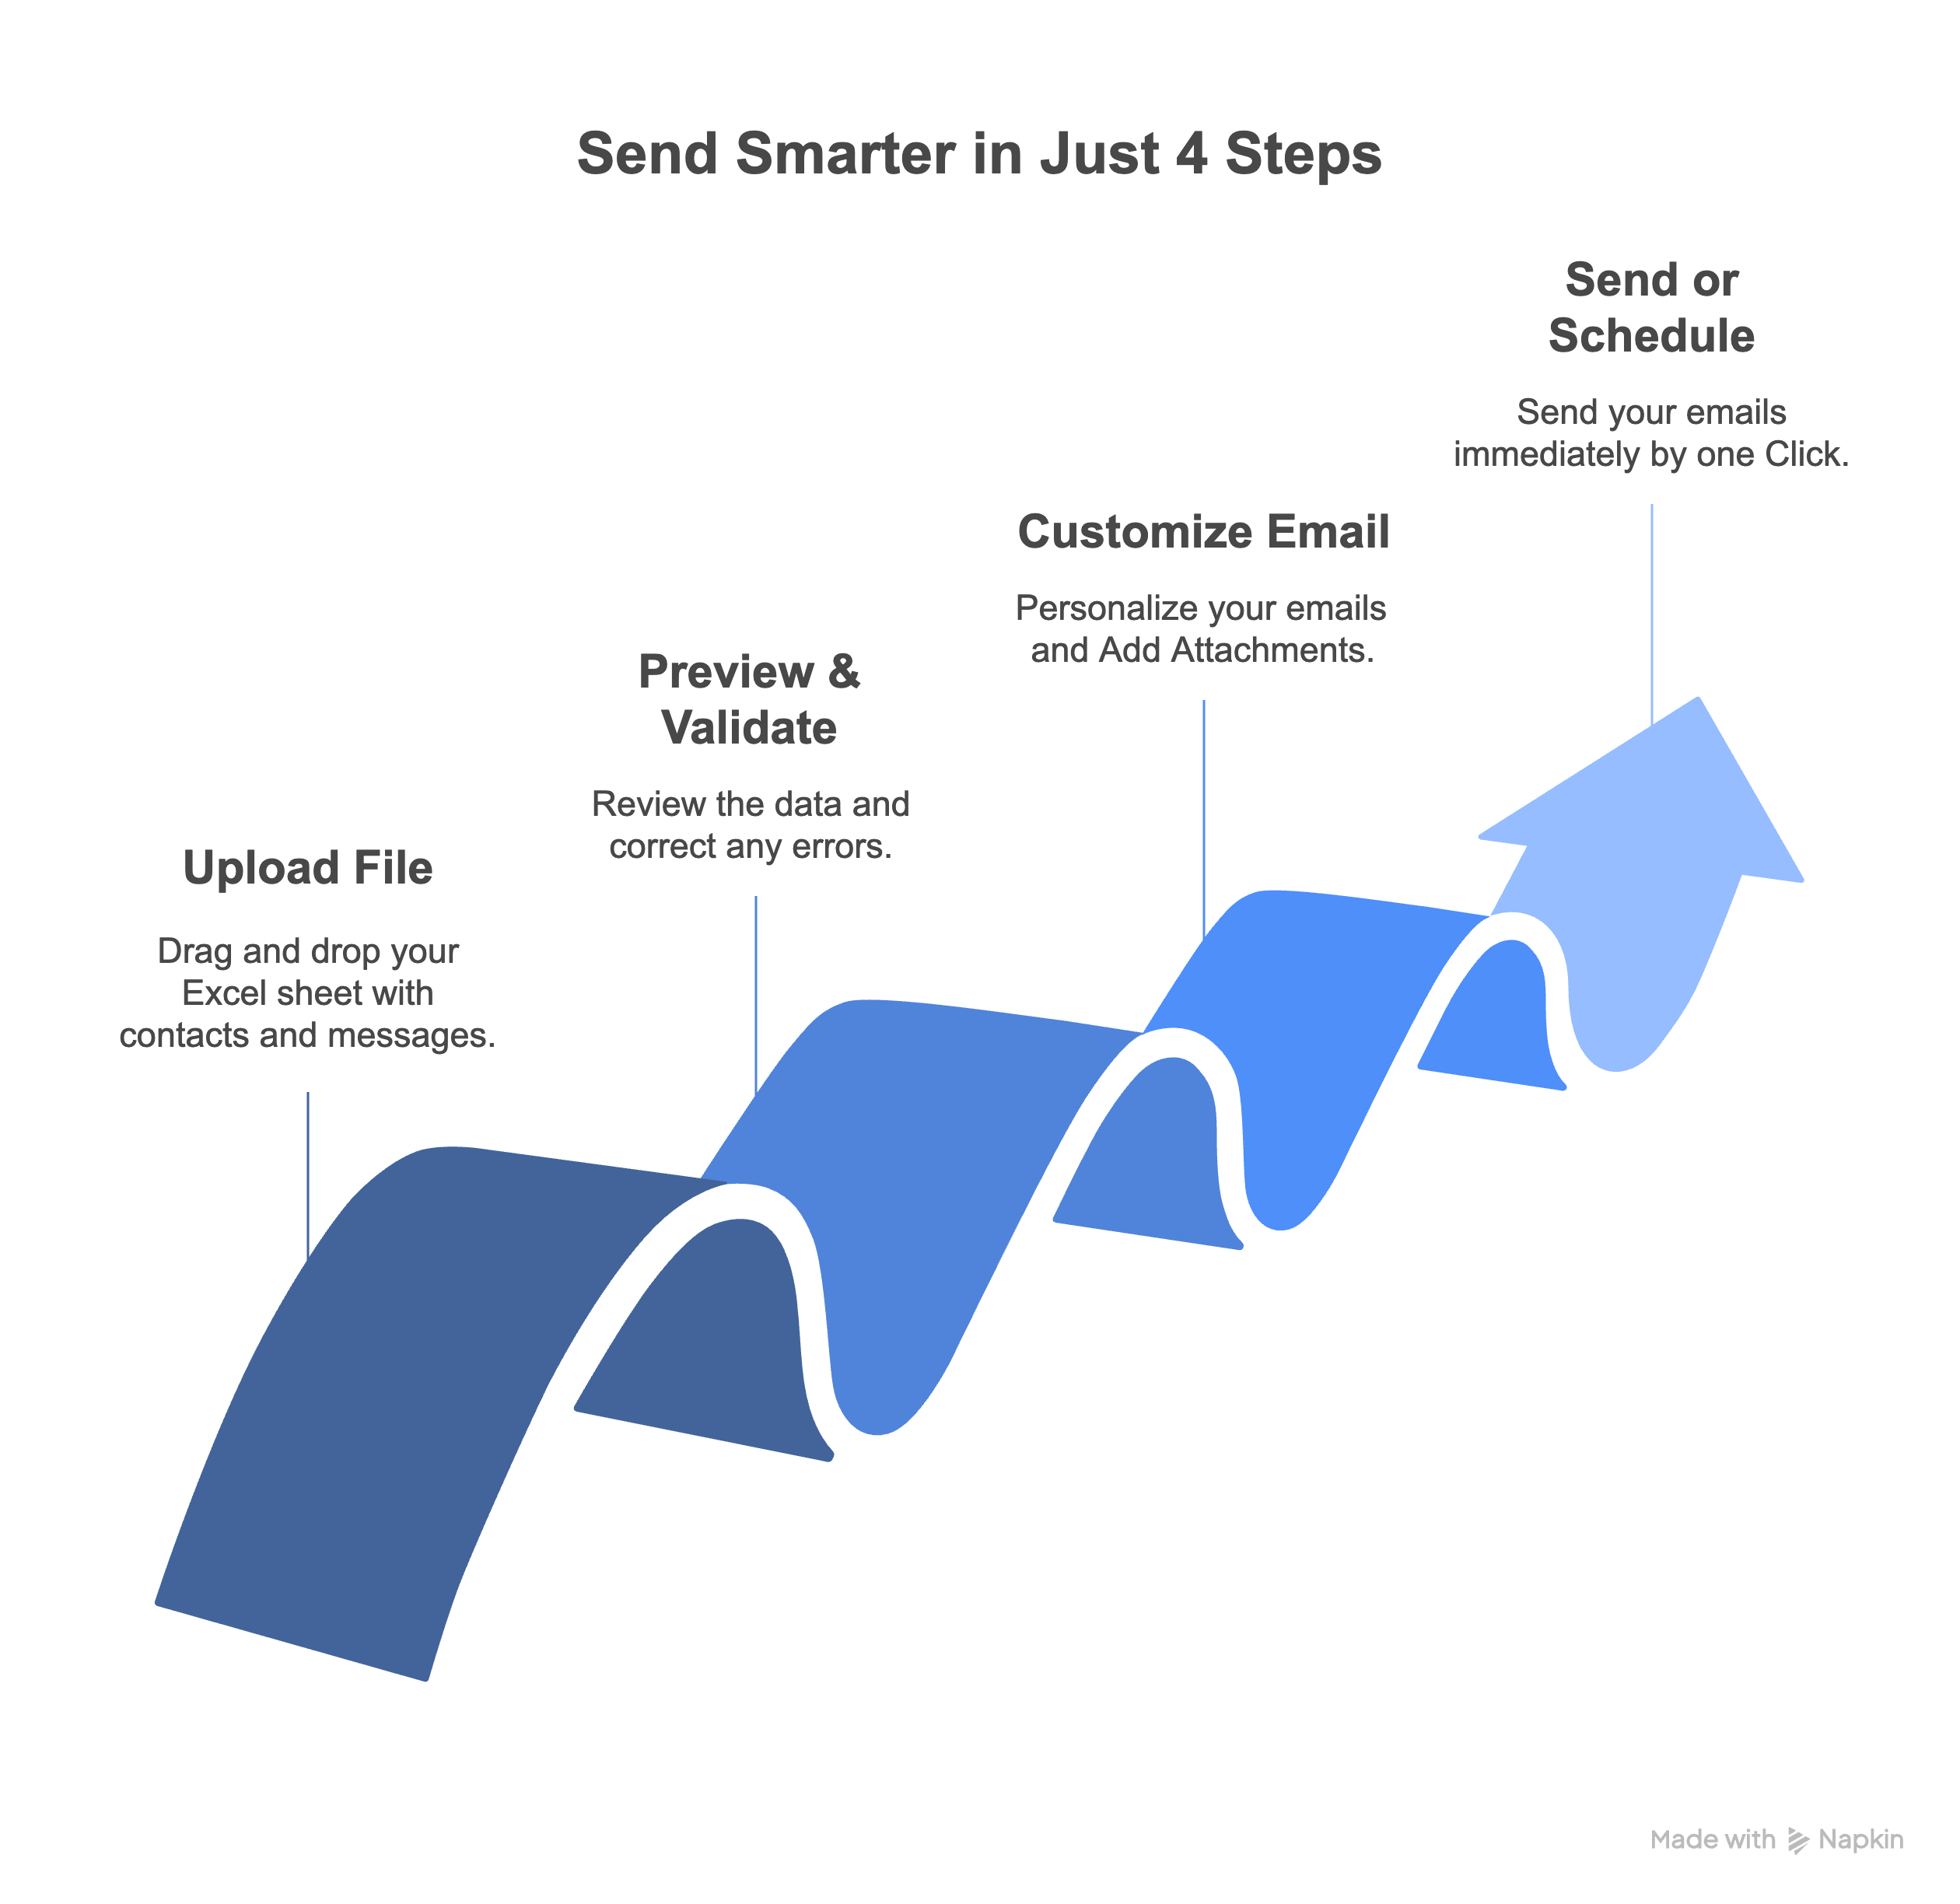 Send Smarter in Just 4 Steps
Upload File
Drag and drop your
Excel sheet with
contacts and messages.
Preview &
Validate
Review the data and
correct any errors.
Customize Email
Personalize your emails
and Add Attachments.
Send or
Schedule
Send your emails
immediately by one Click.
Made with Napkin